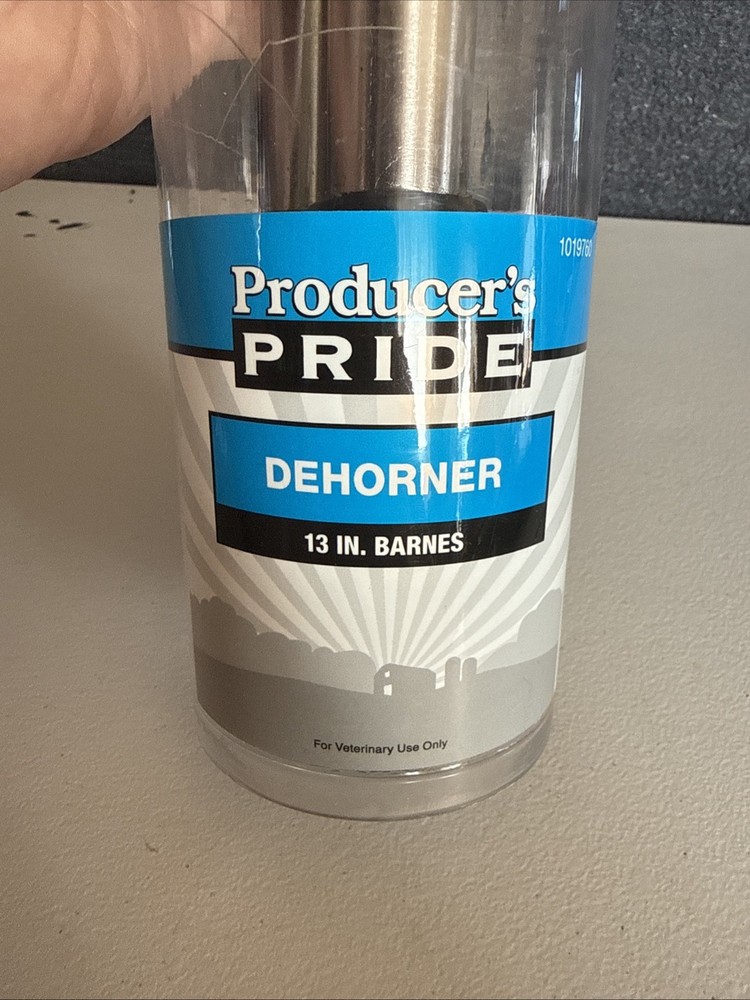 1019760
Producer's
PRIDE
DEHORNER
13 IN. BARNES
For Veterinary Use Only